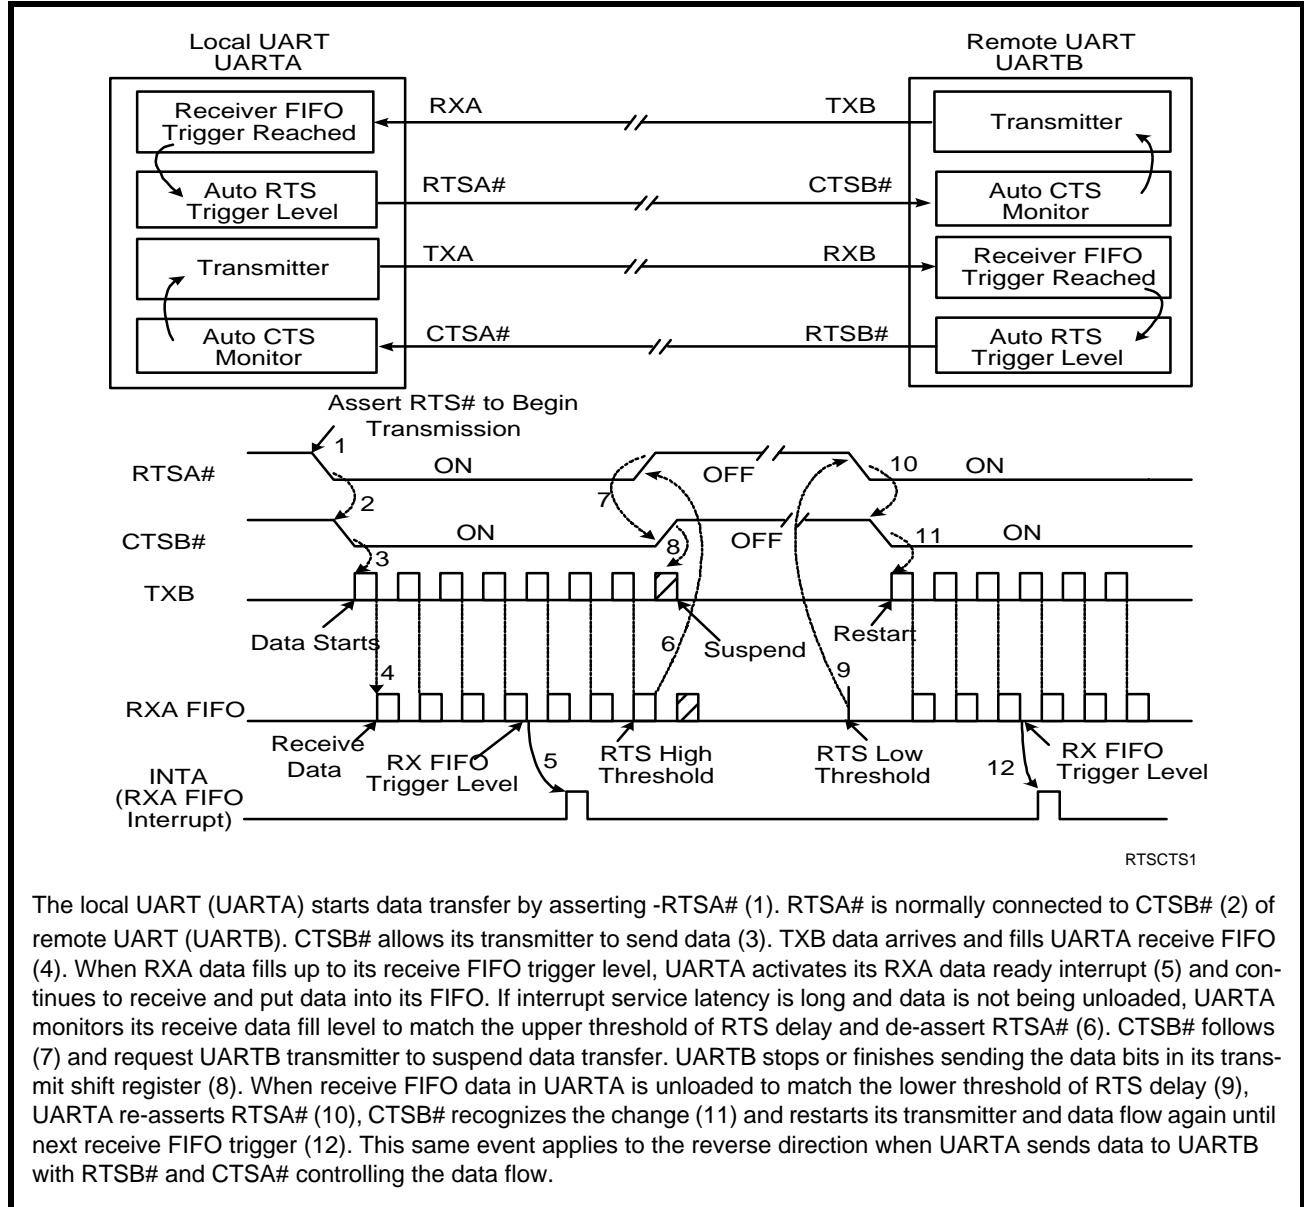 Local UART
UARTA
Remote UART
UARTB
Receiver FIFO
Trigger Reached
RXA
TXB
Transmitter
Auto RTS
Trigger Level
RTSA#
CTSB#
Auto CTS
Monitor
Transmitter
TXA
RXB
Receiver FIFO
Trigger Reached
Auto CTS
Monitor
CTSA#
RTSB#
Auto RTS
Trigger Level
Assert RTS# to Begin
Transmission
1
RTSA#
ON
OFF
10
ON
2
7
CTSB#
ON
8
OFF
11
ON
3
TXB
Data Starts
6
Suspend
Restart
4
9
RXA FIFO
Receive
Data
RX FIFO
Trigger Level
5
RTS High
Threshold
RTS Low
Threshold
12
RX FIFO
Trigger Level
INTA
(RXA FIFO
Interrupt)
RTSCTS1
The local UART (UARTA) starts data transfer by asserting -RTSA# (1). RTSA# is normally connected to CTSB# (2) of
remote UART (UARTB). CTSB# allows its transmitter to send data (3). TXB data arrives and fills UARTA receive FIFO
(4). When RXA data fills up to its receive FIFO trigger level, UARTA activates its RXA data ready interrupt (5) and con-
tinues to receive and put data into its FIFO. If interrupt service latency is long and data is not being unloaded, UARTA
monitors its receive data fill level to match the upper threshold of RTS delay and de-assert RTSA# (6). CTSB# follows
(7) and request UARTB transmitter to suspend data transfer. UARTB stops or finishes sending the data bits in its trans-
mit shift register (8). When receive FIFO data in UARTA is unloaded to match the lower threshold of RTS delay (9),
UARTA re-asserts RTSA# (10), CTSB# recognizes the change (11) and restarts its transmitter and data flow again until
next receive FIFO trigger (12). This same event applies to the reverse direction when UARTA sends data to UARTB
with RTSB# and CTSA# controlling the data flow.